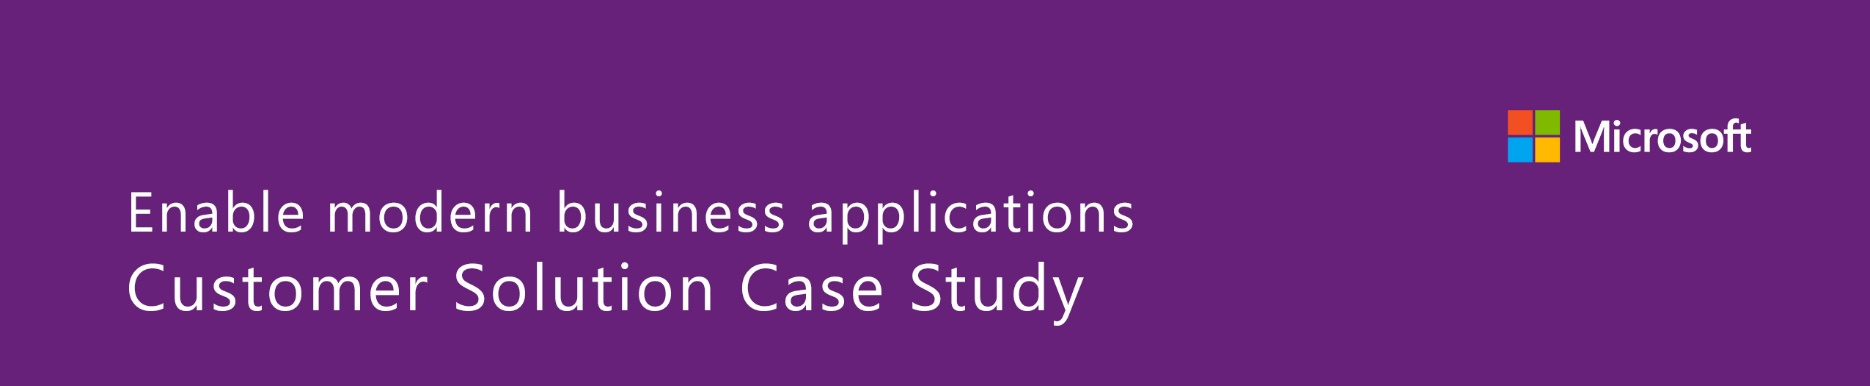 Microsoft
Enable modern business applications
Customer Solution Case Study